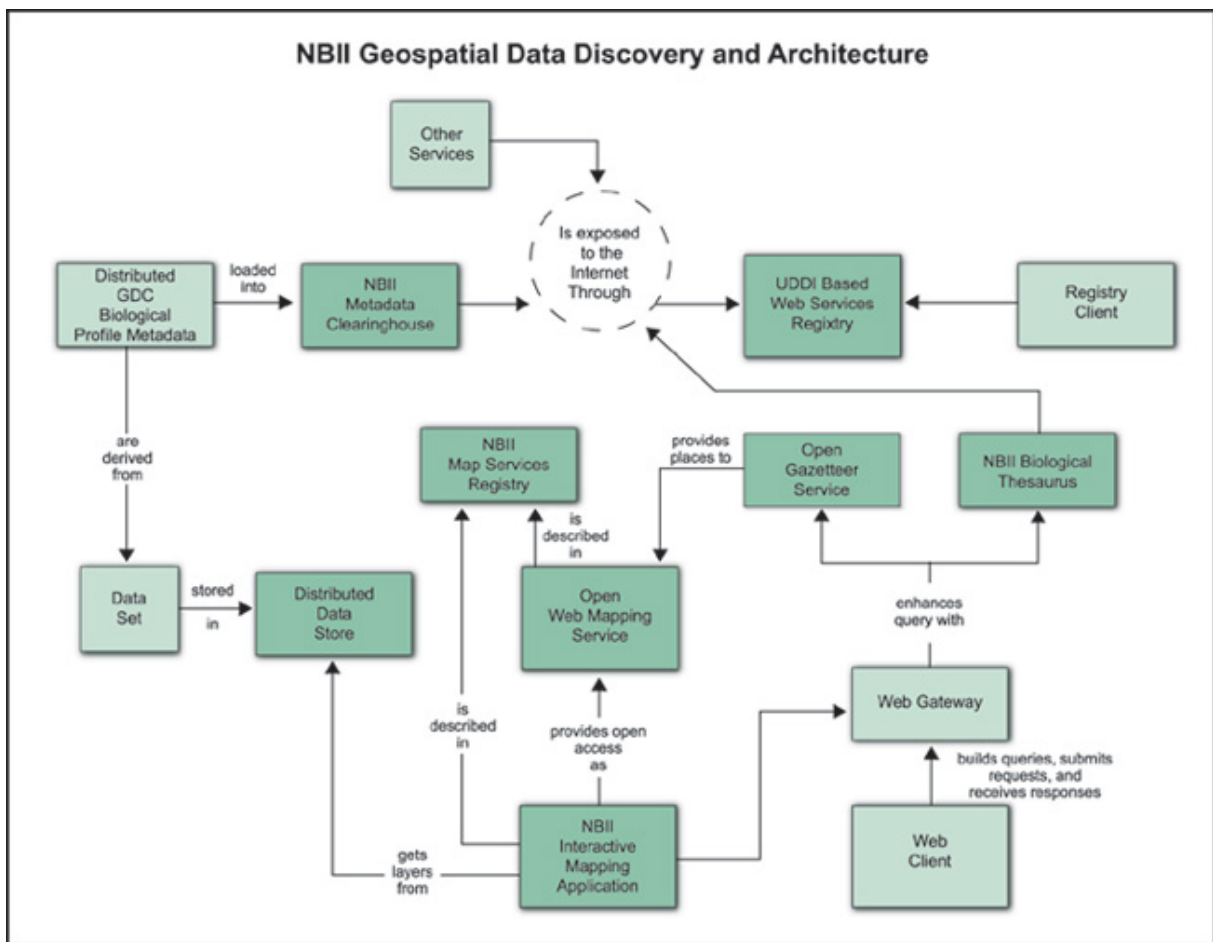 NBII Geospatial Data Discovery and Architecture
Other
Services
Is exposed
to the
Internet
Through
Distributed
GDC
Biological
Profile Metadata
loaded
into
NBII
Metadata
Clearinghouse
UDDI Based
Web Services
Regixtry
Registry
Client
are
derived
from
NBII
Map Services
Registry
provides
places to
Open
Gazetteer
Service
NBII Biological
Thesaurus
is
described
in
Data
Set
stored
in
Distributed
Data
Store
Open
Web Mapping
Service
enhances
query with
is
described
in
provides open
access
as
Web Gateway
builds queries, submits
requests, and
receives responses
gets
layers
from
NBII
Interactive
Mapping
Application
Web
Client